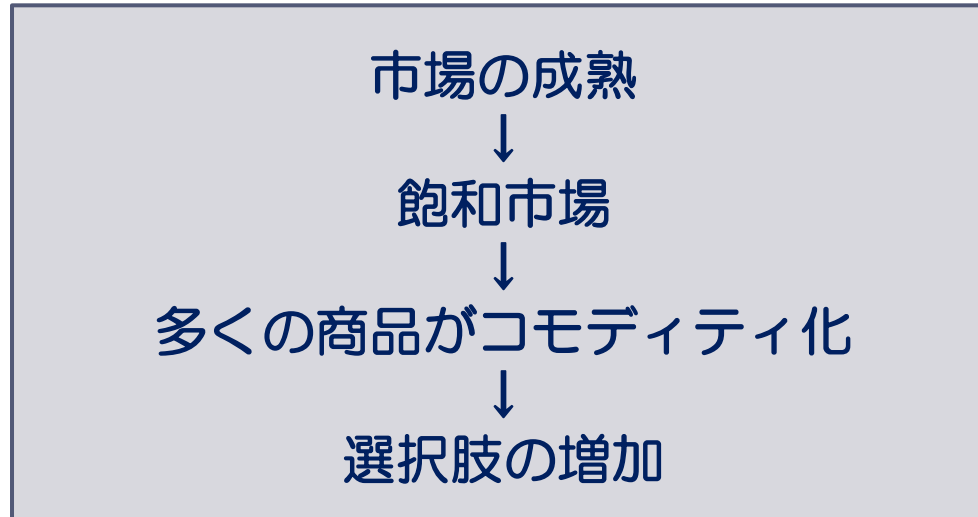 市場の成熟
↓
飽和市場
↓
多くの商品がコモディティ化
↓
選択肢の増加